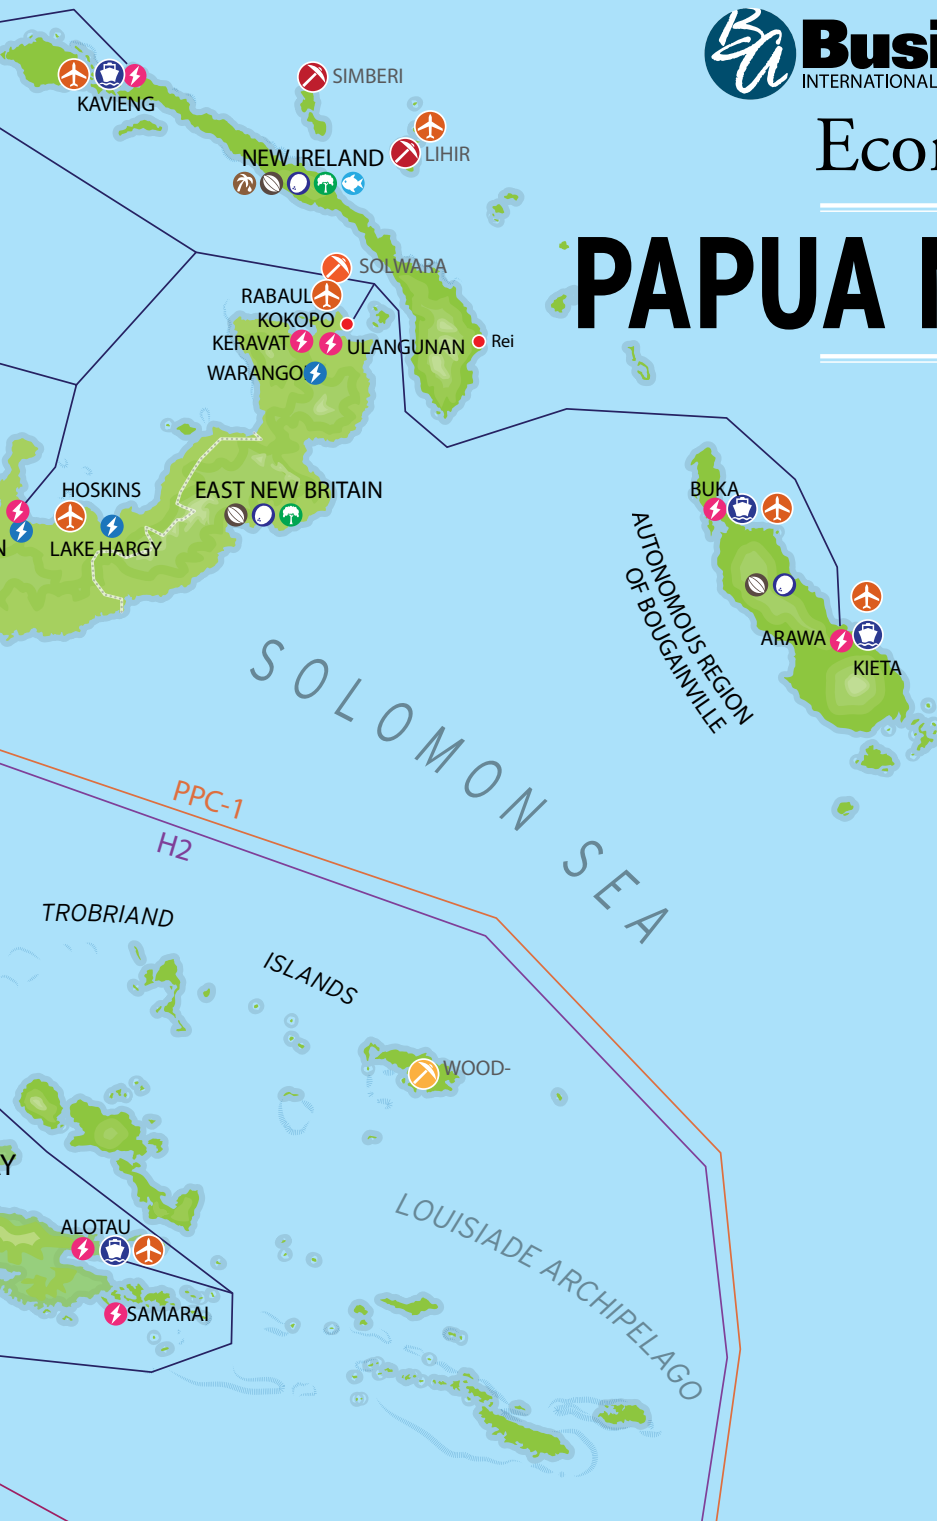 BA
Busi
INTERNATIONAL
Econ
PAPUA
KAVIENG
SIMBERI
NEW IRELAND
LIHIR
SOLWARA
RABAUL
KOKOPO
KERAVAT
ULANGUNAN
Rei
WARANGO
HOSKINS
EAST NEW BRITAIN
N
LAKE HARGY
BUKA
AUTONOMOUS REGION
OF BOUGAINVILLE
ARAWA
KIETA
SOLOMON SEA
PPC-1
H2
TROBRIAND
ISLANDS
WOOD-
Y
LOUISIADE ARCHIPELAGO
ALOTAU
SAMARAI